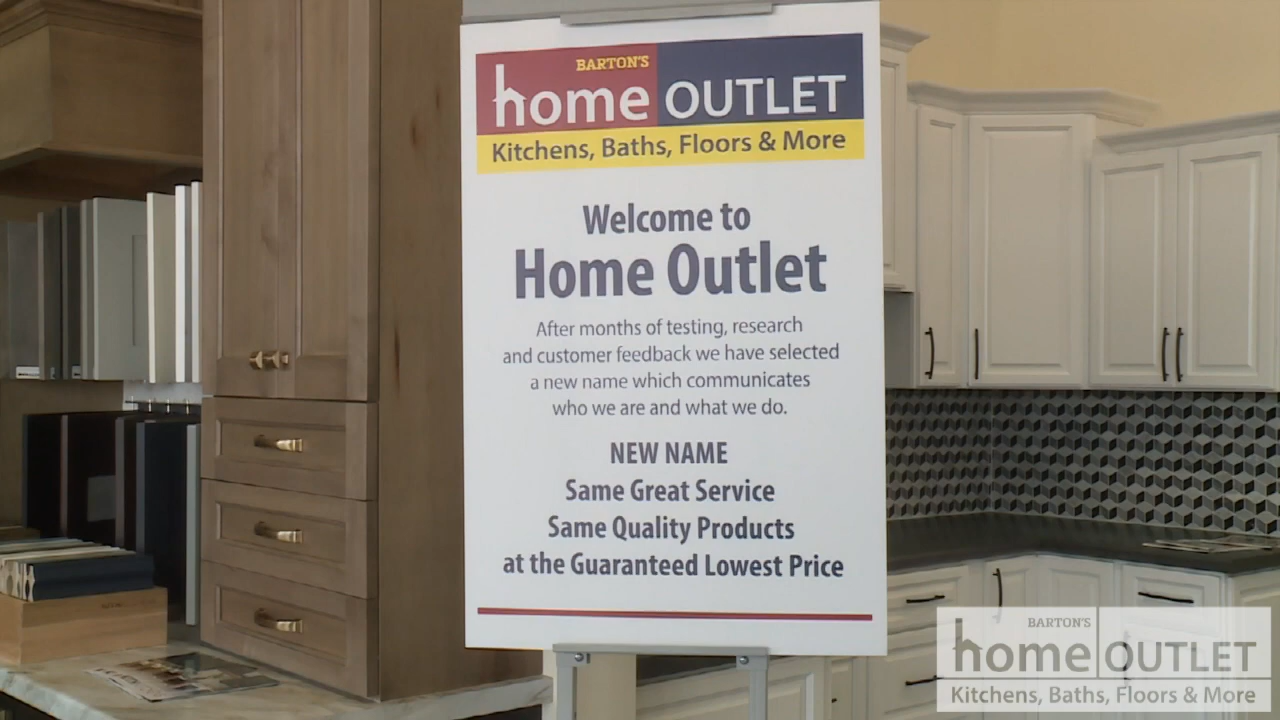 BARTON'S
home OUTLET
Kitchens, Baths, Floors & More
Welcome to
Home Outlet
After months of testing, research
and customer feedback we have selected
a new name which communicates
who we are and what we do.
NEW NAME
Same Great Service
Same Quality Products
at the Guaranteed Lowest Price
BARTON'S
home OUTLET
Kitchens, Baths, Floors & More